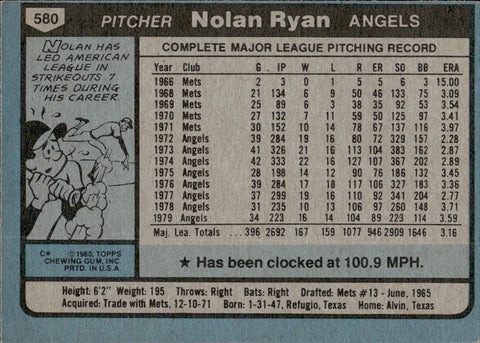 580 PITCHER Nolan Ryan ANGELS
NOLAN HAS
LED AMERICAN
LEAGUE IN
STRIKEOUTS 7
TIMES DURING
HIS CAREER.
COMPLETE MAJOR LEAGUE PITCHING RECORD
Year Club G. IP W L R ER SO BB ERA
1966 Mets 2 3 0 1 5 5 6 3 15.00
1968 Mets 21 134 6 9 50 46 133 75 3.09
1969 Mets 25 89 6 3 38 35 92 53 3.54
1970 Mets 27 132 7 11 59 50 125 97 3.41
1971 Mets 30 152 10 14 78 67 137 116 3.97
1972 Angels 39 284 19 16 80 72 329 157 2.28
1973 Angels 41 326 21 16 113 104 383 162 2.87
1974 Angels 42 333 22 16 127 107 367 202 2.89
1975 Angels 28 198 14 12 90 76 186 132 3.45
1976 Angels 39 284 17 18 117 106 327 183 3.36
1977 Angels 37 299 19 16 110 92 341 204 2.77
1978 Angels 31 235 10 13 106 97 260 148 3.71
1979 Angels 34 223 16 14 104 89 223 114 3.59
Maj. Lea. Totals 396 2692 167 159 1077 946 2909 1646 3.16
★ Has been clocked at 100.9 MPH.
C* ©1980, TOPPS
CHEWING GUM, INC.
PRTD. IN U.S.A.
Height: 6'2" Weight: 195 Throws: Right Bats: Right Drafted: Mets #13 - June, 1965
Acquired: Trade with Mets, 12-10-71 Born: 1-31-47, Refugio, Texas Home: Alvin, Texas